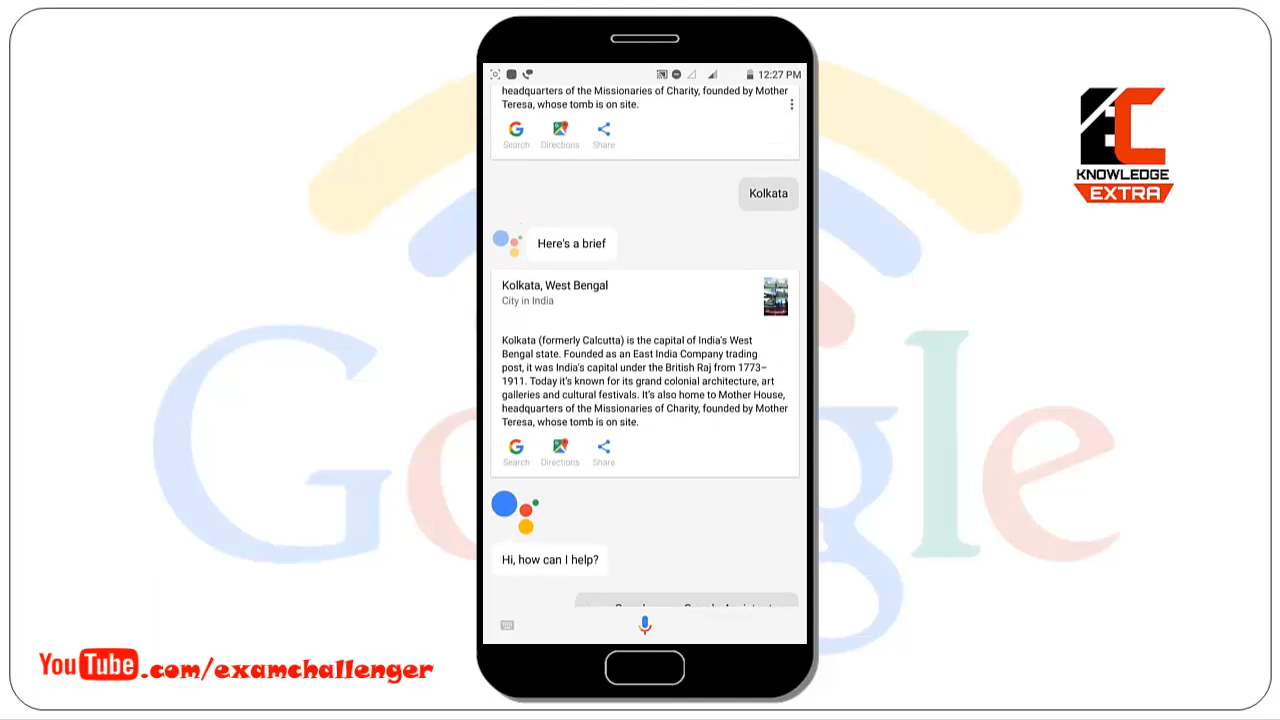 12:27 PM
headquarters of the Missionaries of Charity, founded by Mother
Teresa, whose tomb is on site.
Search Directions Share
Kolkata
Here's a brief
Kolkata, West Bengal
City in India
Kolkata (formerly Calcutta) is the capital of India's West
Bengal state. Founded as an East India Company trading
post, it was India's capital under the British Raj from 1773–
1911. Today it's known for its grand colonial architecture, art
galleries and cultural festivals. It's also home to Mother House,
headquarters of the Missionaries of Charity, founded by Mother
Teresa, whose tomb is on site.
Search Directions Share
Hi, how can I help?
EC
KNOWLEDGE
EXTRA
Google
YouTube.com/examchallenger